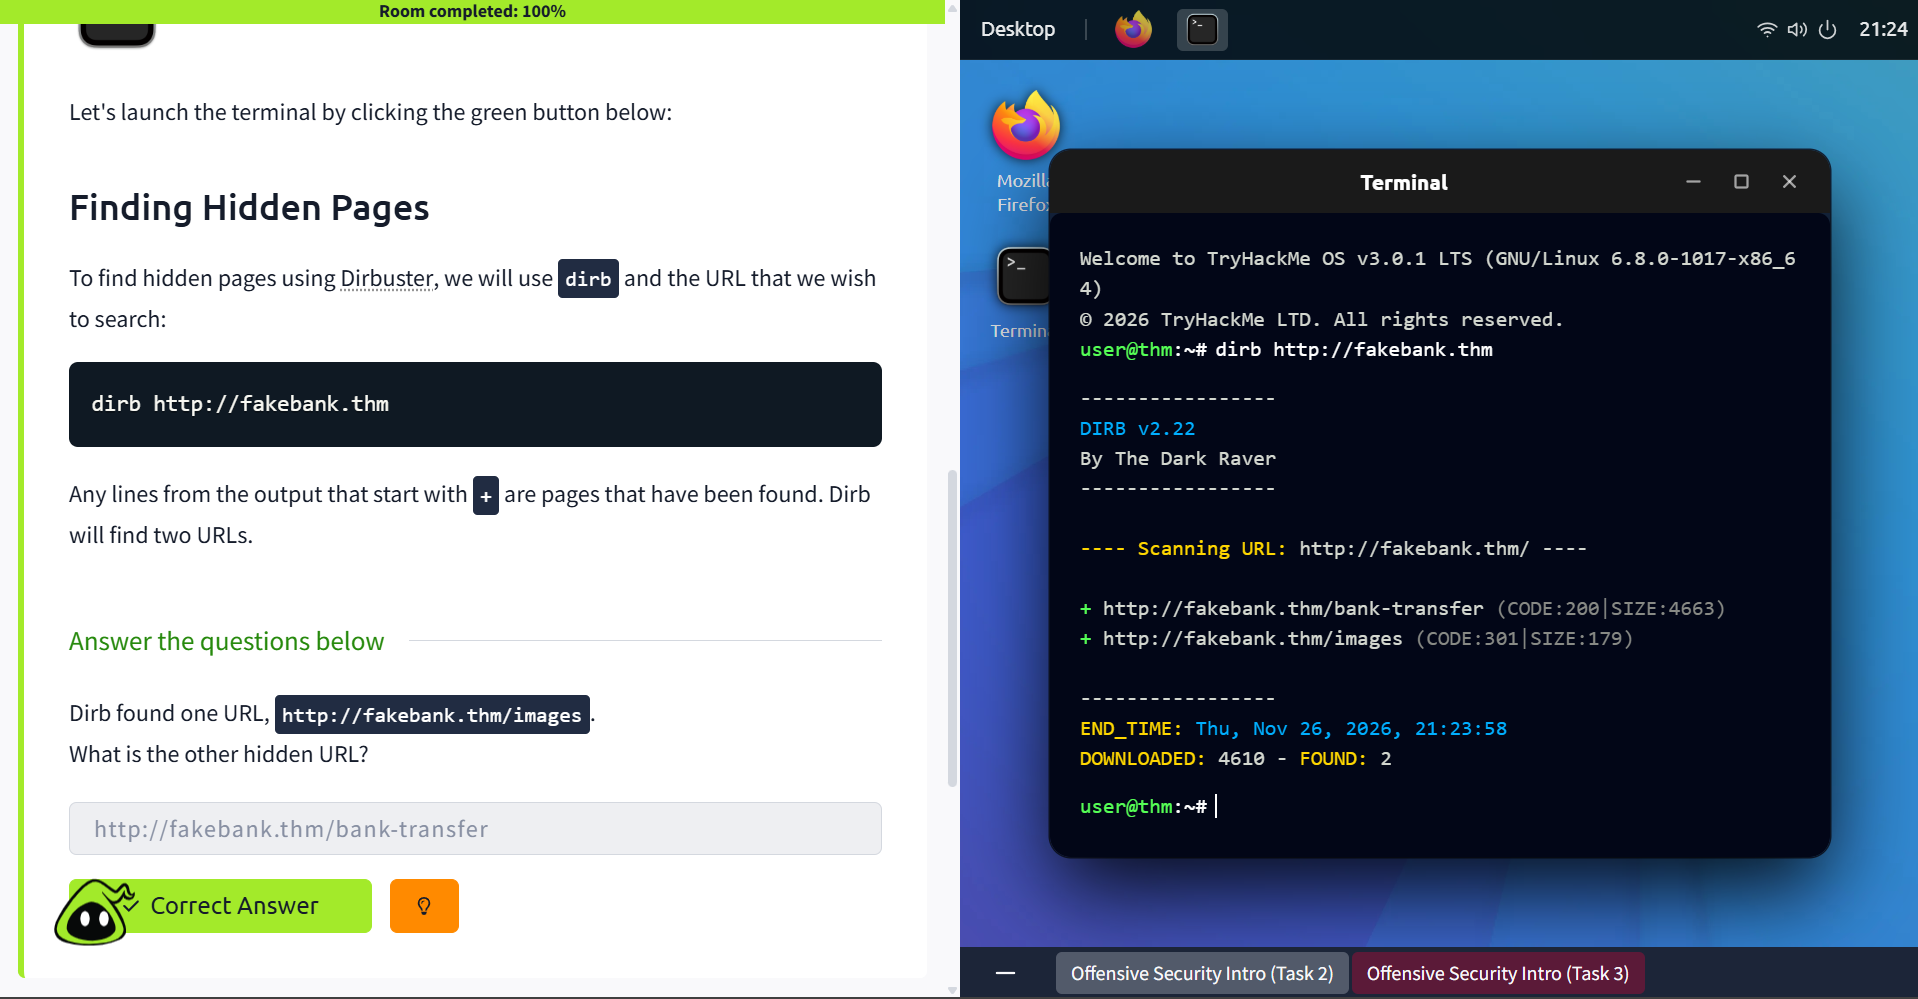 Room completed: 100%
Let's launch the terminal by clicking the green button below:
Finding Hidden Pages
To find hidden pages using Dirbuster, we will use dirb and the URL that we wish
to search:
dirb http://fakebank.thm
Any lines from the output that start with + are pages that have been found. Dirb
will find two URLs.
Answer the questions below
Dirb found one URL, http://fakebank.thm/images.
What is the other hidden URL?
http://fakebank.thm/bank-transfer
Correct Answer
Desktop
21:24
Mozilla
Firefox
Termin
Terminal
Welcome to TryHackMe OS v3.0.1 LTS (GNU/Linux 6.8.0-1017-x86_6
4)
© 2026 TryHackMe LTD. All rights reserved.
user@thm:~# dirb http://fakebank.thm
-----------------
DIRB v2.22
By The Dark Raver
-----------------
---- Scanning URL: http://fakebank.thm/ ----
+ http://fakebank.thm/bank-transfer (CODE:200|SIZE:4663)
+ http://fakebank.thm/images (CODE:301|SIZE:179)
-----------------
END_TIME: Thu, Nov 26, 2026, 21:23:58
DOWNLOADED: 4610 - FOUND: 2
user@thm:~#
Offensive Security Intro (Task 2)
Offensive Security Intro (Task 3)